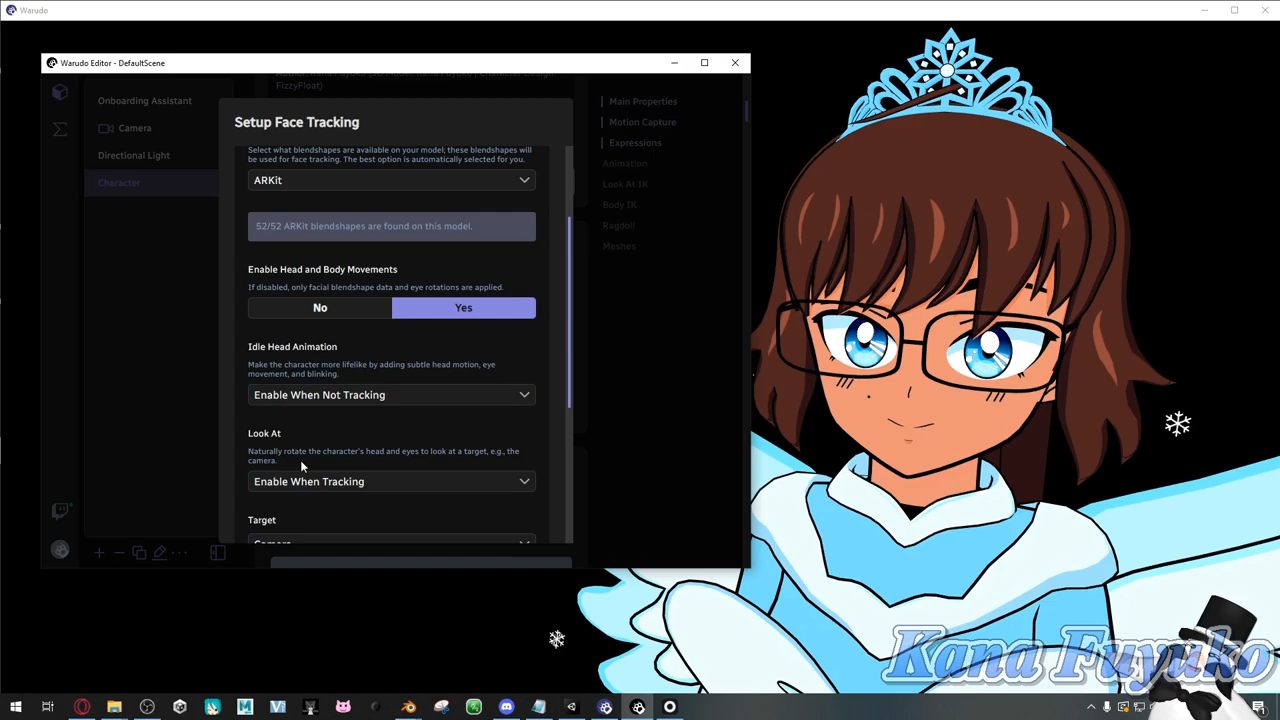 Warudo
Warudo Editor - DefaultScene
Onboarding Assistant
Camera
Directional Light
Character
FizzyFloat)
Main Properties
Motion Capture
Expressions
Animation
Look At IK
Body IK
Ragdoll
Meshes
Setup Face Tracking
Select what blendshapes are available on your model; these blendshapes will
be used for face tracking. The best option is automatically selected for you.
ARKit
52/52 ARKit blendshapes are found on this model.
Enable Head and Body Movements
If disabled, only facial blendshape data and eye rotations are applied.
No
Yes
Idle Head Animation
Make the character more lifelike by adding subtle head motion, eye
movement, and blinking.
Enable When Not Tracking
Look At
Naturally rotate the character's head and eyes to look at a target, e.g., the
camera.
Enable When Tracking
Target
Camera
Kana Fuyuko